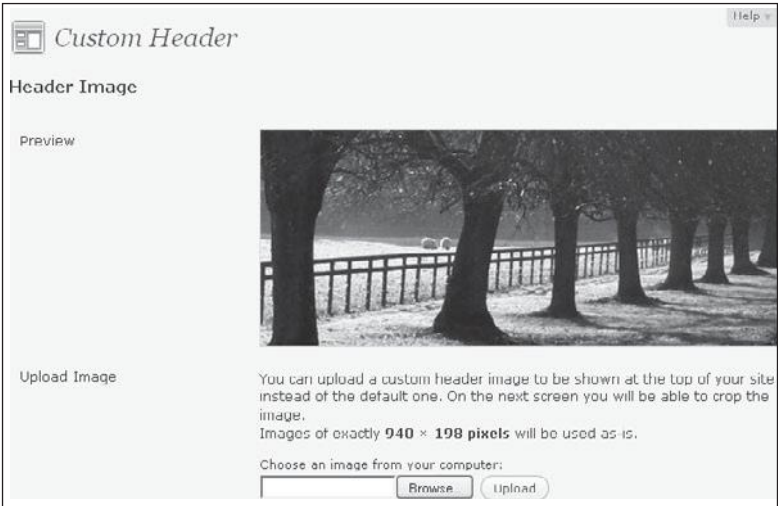 Help
Custom Header
Header Image
Preview
Upload Image
You can upload a custom header image to be shown at the top of your site
instead of the default one. On the next screen you will be able to crop the
image.
Images of exactly 940 × 198 pixels will be used as-is.
Choose an image from your computer:
Browse... Upload